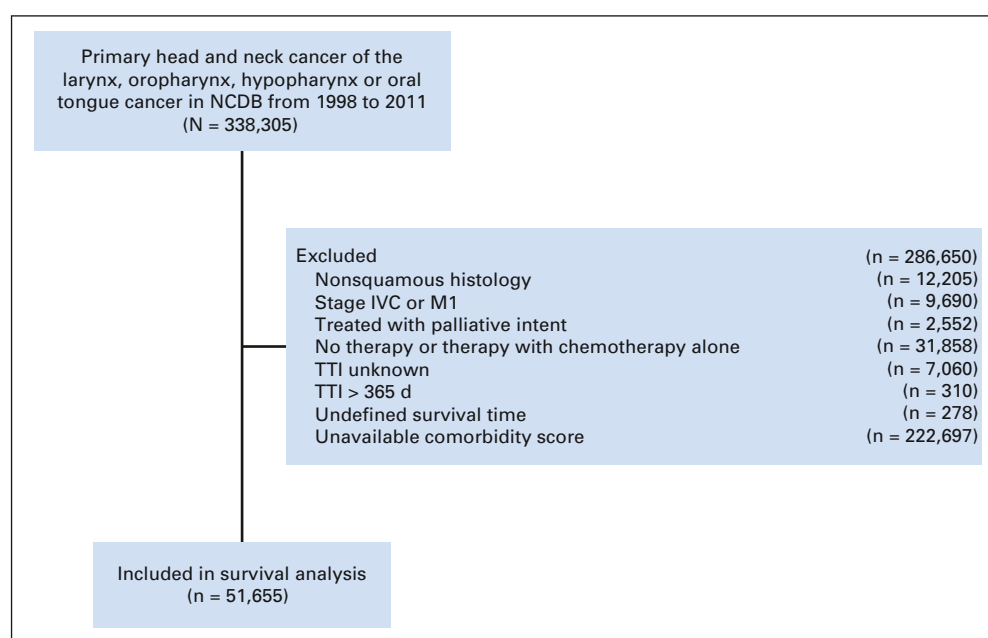 Primary head and neck cancer of the
larynx, oropharynx, hypopharynx or oral
tongue cancer in NCDB from 1998 to 2011
(N = 338,305)
Excluded (n = 286,650)
Nonsquamous histology (n = 12,205)
Stage IVC or M1 (n = 9,690)
Treated with palliative intent (n = 2,552)
No therapy or therapy with chemotherapy alone (n = 31,858)
TTI unknown (n = 7,060)
TTI > 365 d (n = 310)
Undefined survival time (n = 278)
Unavailable comorbidity score (n = 222,697)
Included in survival analysis
(n = 51,655)